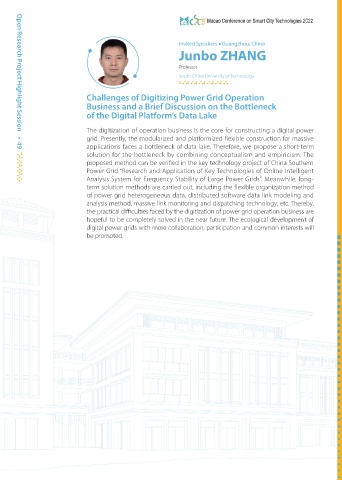 Macao Conference on Smart City Technologies 2022
Open Research Project Highlight Session • 49
Invited Speakers • Guangzhou, China
Junbo ZHANG
Professor
South China University of Technology
Challenges of Digitizing Power Grid Operation
Business and a Brief Discussion on the Bottleneck
of the Digital Platform's Data Lake
The digitization of operation business is the core for constructing a digital power
grid. Presently, the modularized and platformized flexible construction for massive
applications faces a bottleneck of data lake. Therefore, we propose a short-term
solution for the bottleneck by combining conceptualism and empiricism. The
proposed method can be verified in the key technology project of China Southern
Power Grid "Research and Application of Key Technologies of Online Intelligent
Analysis System for Frequency Stability of Large Power Grids". Meanwhile, long-
term solution methods are carried out, including the flexible organization method
of power grid heterogeneous data, distributed software data link modeling and
analysis method, massive link monitoring and dispatching technology, etc. Thereby,
the practical difficulties faced by the digitization of power grid operation business are
hopeful to be completely solved in the near future. The ecological development of
digital power grids with more collaboration, participation and common interests will
be promoted.